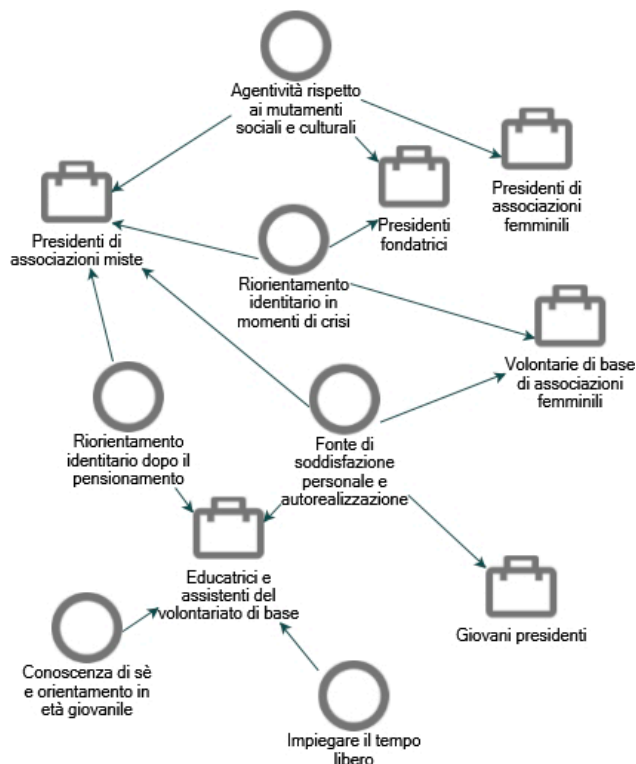 Agentività rispetto
ai mutamenti
sociali e culturali
Presidenti di
associazioni
femminili
Presidenti
fondatrici
Presidenti di
associazioni miste
Riorientamento
identitario in
momenti di crisi
Volontarie di base
di associazioni
femminili
Riorientamento
identitario dopo il
pensionamento
Fonte di
soddisfazione
personale e
autorealizzazione
Educatrici e
assistenti del
volontariato di base
Giovani presidenti
Conoscenza di sè
e orientamento in
età giovanile
Impiegare il tempo
libero